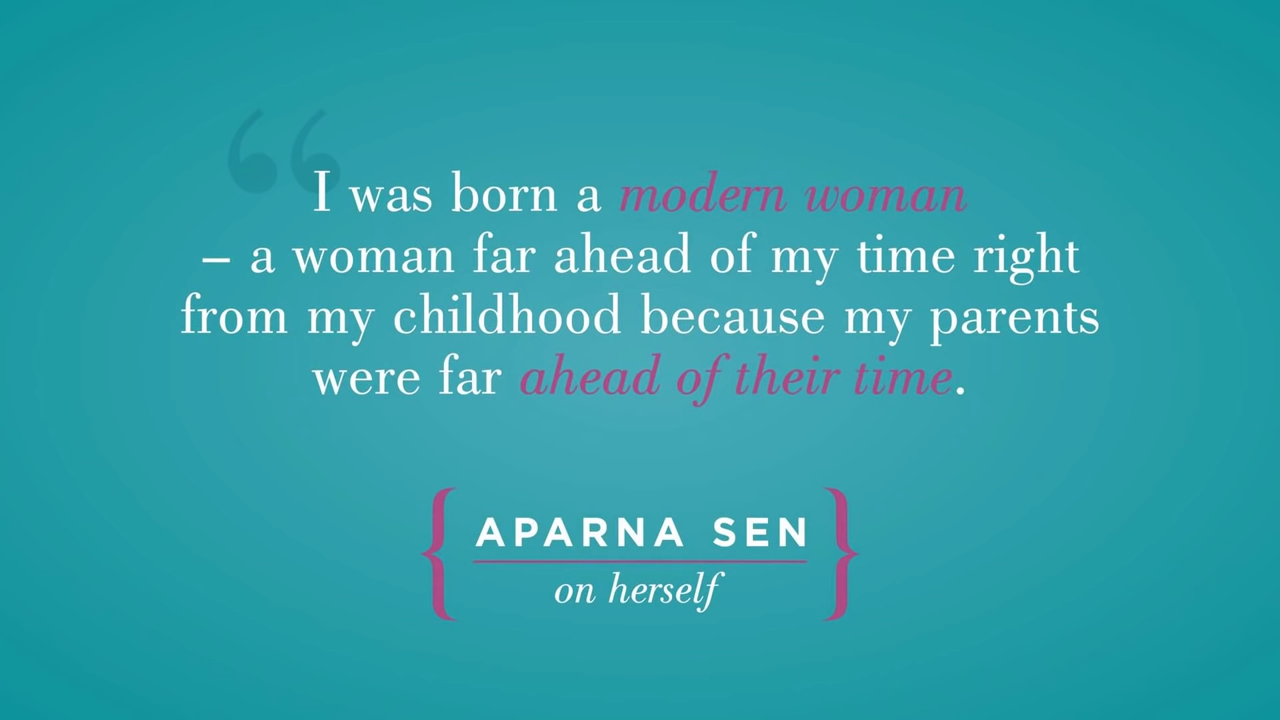 “I was born a modern woman
– a woman far ahead of my time right
from my childhood because my parents
were far ahead of their time.
{ APARNA SEN }
on herself